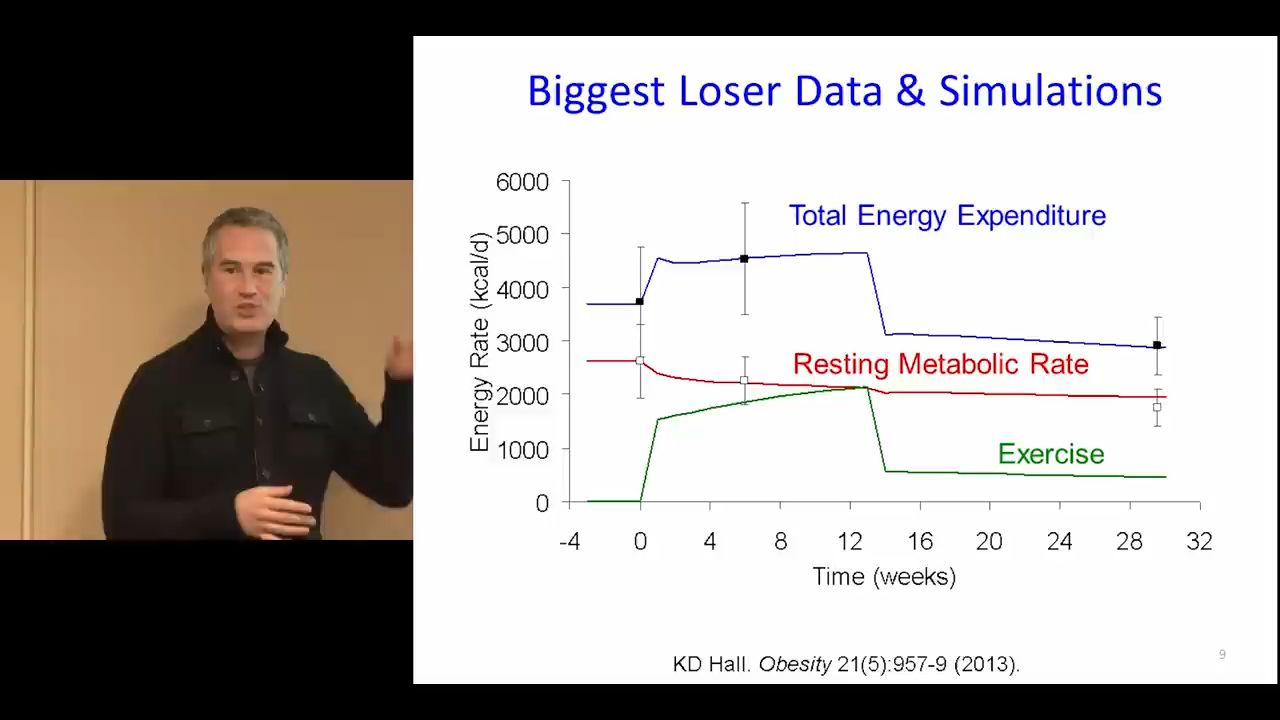 Biggest Loser Data & Simulations
6000
5000
4000
3000
2000
1000
0
Energy Rate (kcal/d)
Total Energy Expenditure
Resting Metabolic Rate
Exercise
-4 0 4 8 12 16 20 24 28 32
Time (weeks)
KD Hall. Obesity 21(5):957-9 (2013).
9